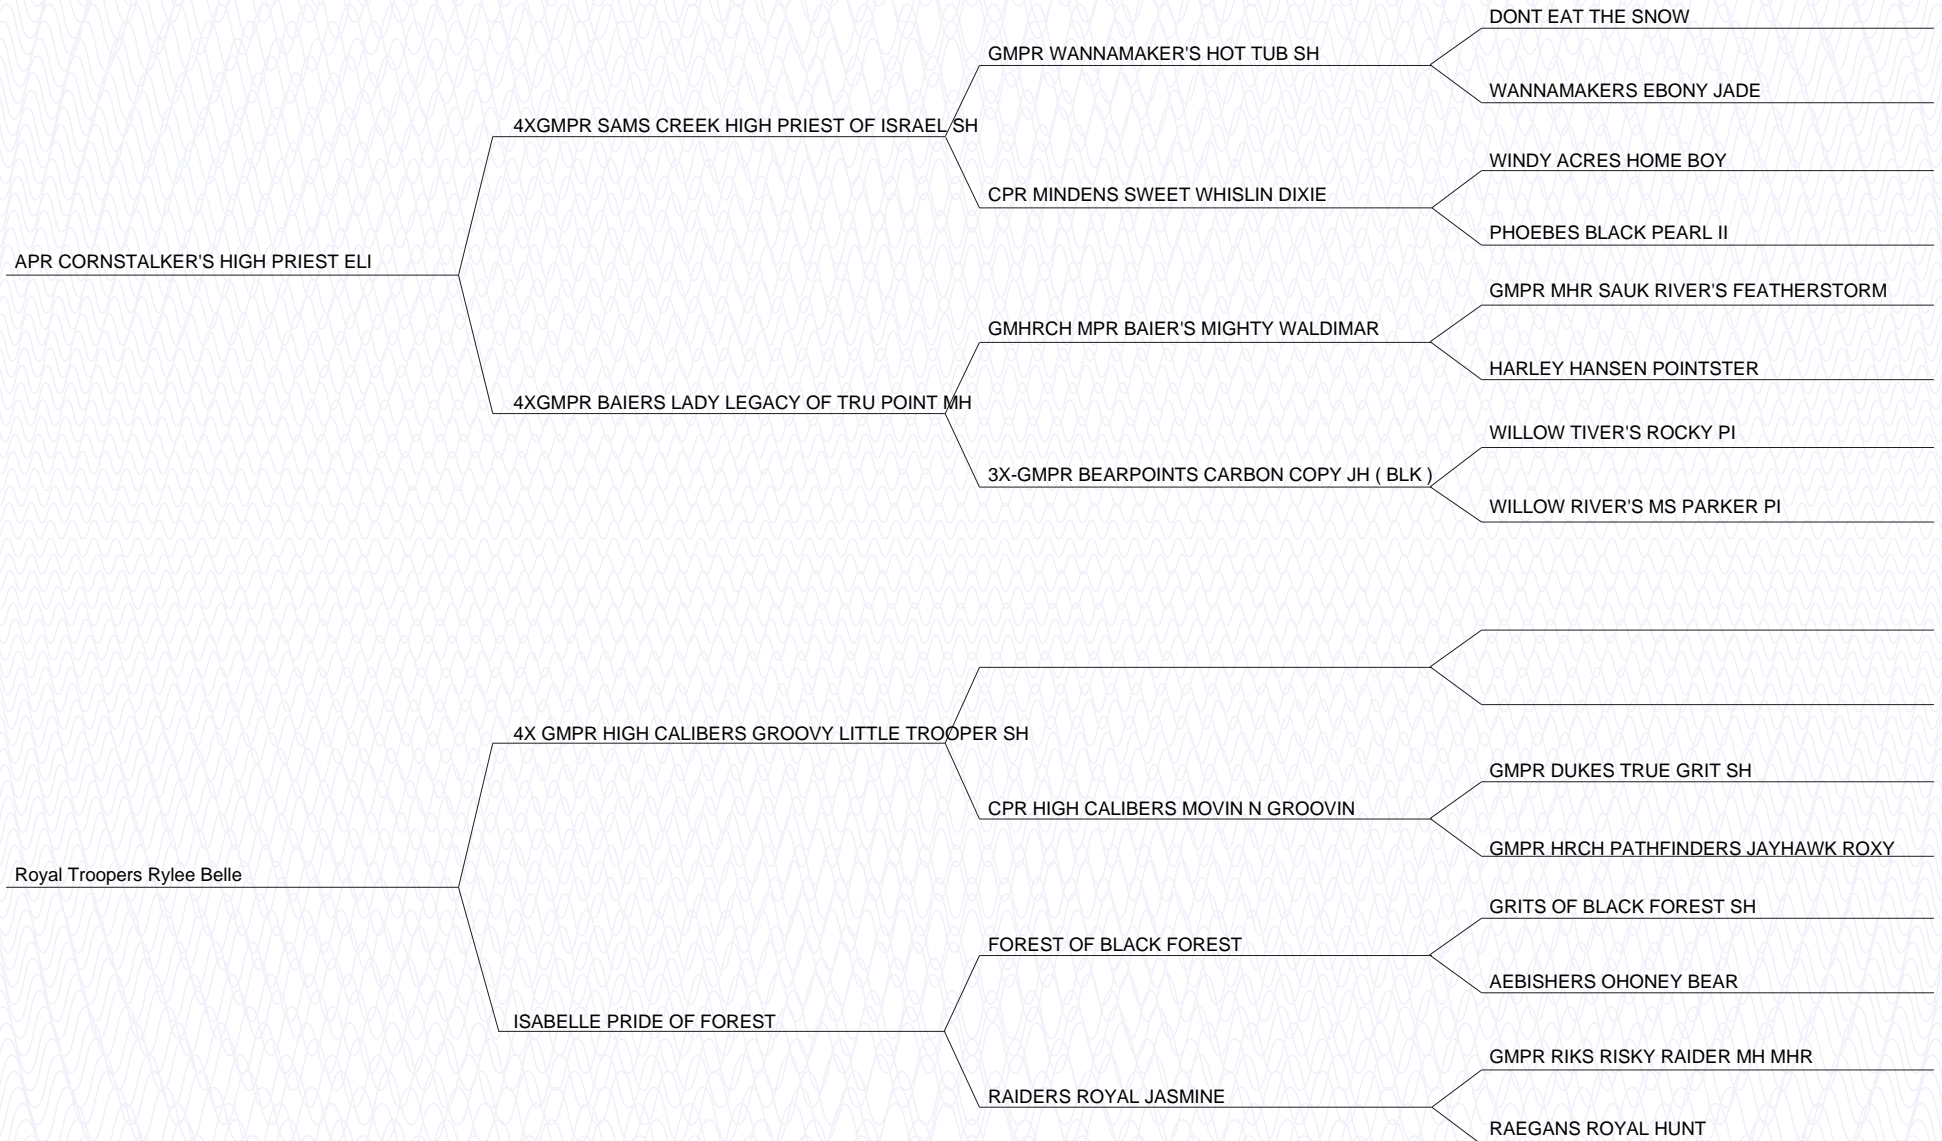 DONT EAT THE SNOW
GMPR WANNAMAKER'S HOT TUB SH
WANNAMAKERS EBONY JADE
4XGMPR SAMS CREEK HIGH PRIEST OF ISRAEL SH
WINDY ACRES HOME BOY
CPR MINDENS SWEET WHISLIN DIXIE
PHOEBES BLACK PEARL II
APR CORNSTALKER'S HIGH PRIEST ELI
GMPR MHR SAUK RIVER'S FEATHERSTORM
GMHRCH MPR BAIER'S MIGHTY WALDIMAR
HARLEY HANSEN POINTSTER
4XGMPR BAIERS LADY LEGACY OF TRU POINT MH
WILLOW TIVER'S ROCKY PI
3X-GMPR BEARPOINTS CARBON COPY JH ( BLK )
WILLOW RIVER'S MS PARKER PI
4X GMPR HIGH CALIBERS GROOVY LITTLE TROOPER SH
GMPR DUKES TRUE GRIT SH
CPR HIGH CALIBERS MOVIN N GROOVIN
GMPR HRCH PATHFINDERS JAYHAWK ROXY
Royal Troopers Rylee Belle
GRITS OF BLACK FOREST SH
FOREST OF BLACK FOREST
AEBISHERS OHONEY BEAR
ISABELLE PRIDE OF FOREST
GMPR RIKS RISKY RAIDER MH MHR
RAIDERS ROYAL JASMINE
RAEGANS ROYAL HUNT